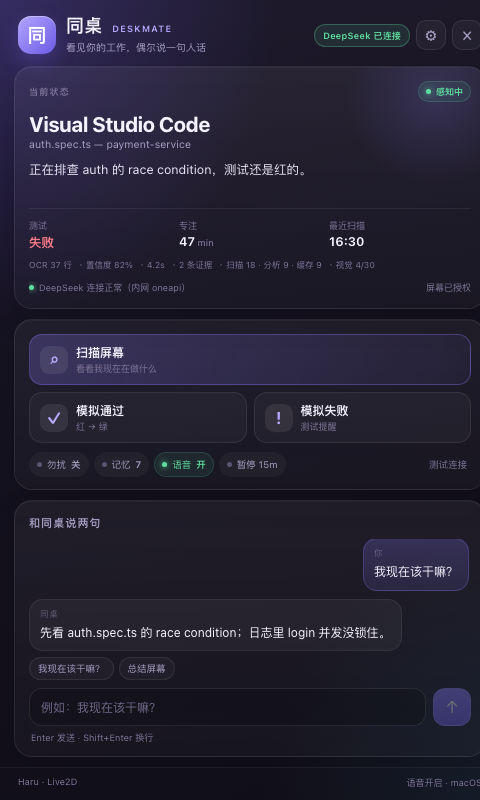 同
同桌 DESKMATE
看见你的工作，偶尔说一句人话
DeepSeek 已连接
当前状态
感知中
Visual Studio Code
auth.spec.ts — payment-service
正在排查 auth 的 race condition，测试还是红的。
测试 专注 最近扫描
失败 47 min 16:30
OCR 37 行 · 置信度 82% · 4.2s · 2 条证据 · 扫描 18 · 分析 9 · 缓存 9 · 视觉 4/30
DeepSeek 连接正常（内网 oneapi） 屏幕已授权
扫描屏幕
看看我现在在做什么
模拟通过
红 → 绿
模拟失败
测试提醒
勿扰 关 记忆 7 语音 开 暂停 15m 测试连接
和同桌说两句
你
我现在该干嘛？
同桌
先看 auth.spec.ts 的 race condition；日志里 login 并发没锁住。
我现在该干嘛？ 总结屏幕
例如：我现在该干嘛？
Enter 发送 · Shift+Enter 换行
Haru · Live2D 语音开启 · macOS